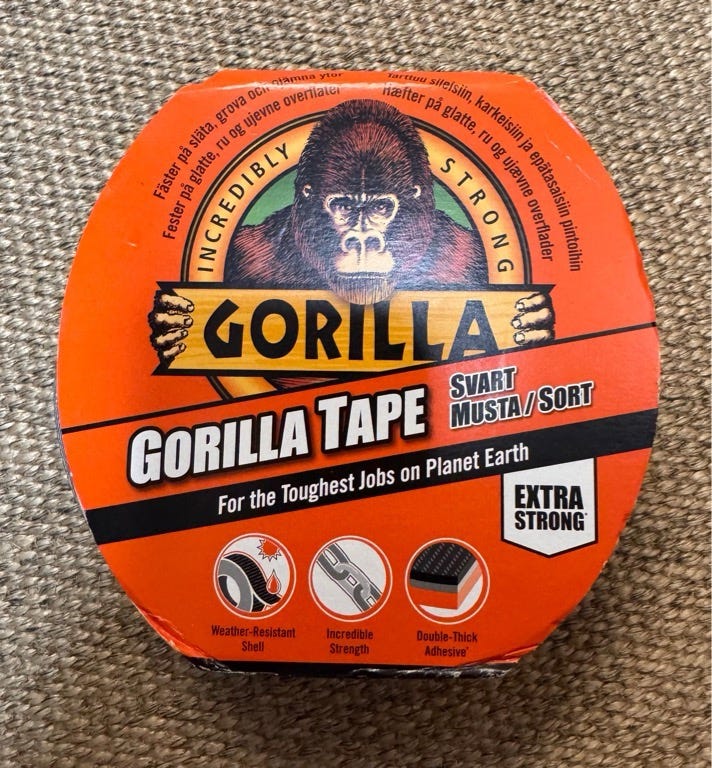 Fäster på släta, grova och ojämna ytor
Fester på glatte, ru og ujevne overflater
Tarttuu sileisiin, karkeisiin ja epätasaisiin pintoihin
Hæfter på glatte, ru og ujævne overflader
INCREDIBLY STRONG
GORILLA
GORILLA TAPE
SVART
MUSTA/SORT
For the Toughest Jobs on Planet Earth
EXTRA
STRONG*
Weather-Resistant
Shell
Incredible
Strength
Double-Thick
Adhesive*